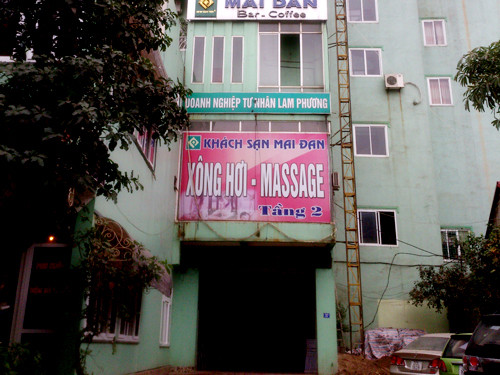 MAI ĐAN
Bar - Coffee
DOANH NGHIỆP TƯ NHÂN LAM PHƯƠNG
KHÁCH SẠN MAI ĐAN
XÔNG HƠI - MASSAGE
Tầng 2